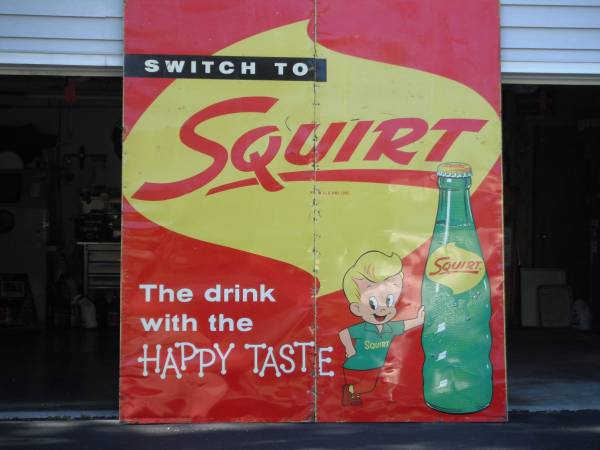 SWITCH TO
SQUIRT
SQUIRT
The drink
with the
HAPPY TASTE
SQUIRT